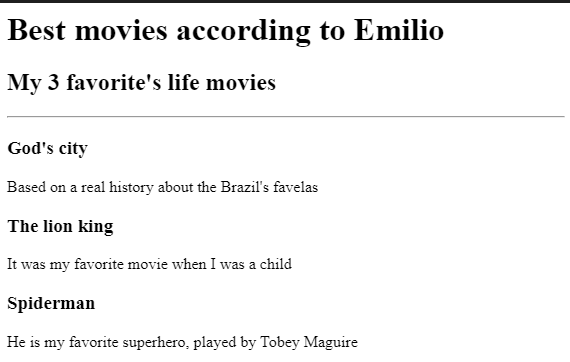 Best movies according to Emilio
My 3 favorite's life movies
God's city
Based on a real history about the Brazil's favelas
The lion king
It was my favorite movie when I was a child
Spiderman
He is my favorite superhero, played by Tobey Maguire